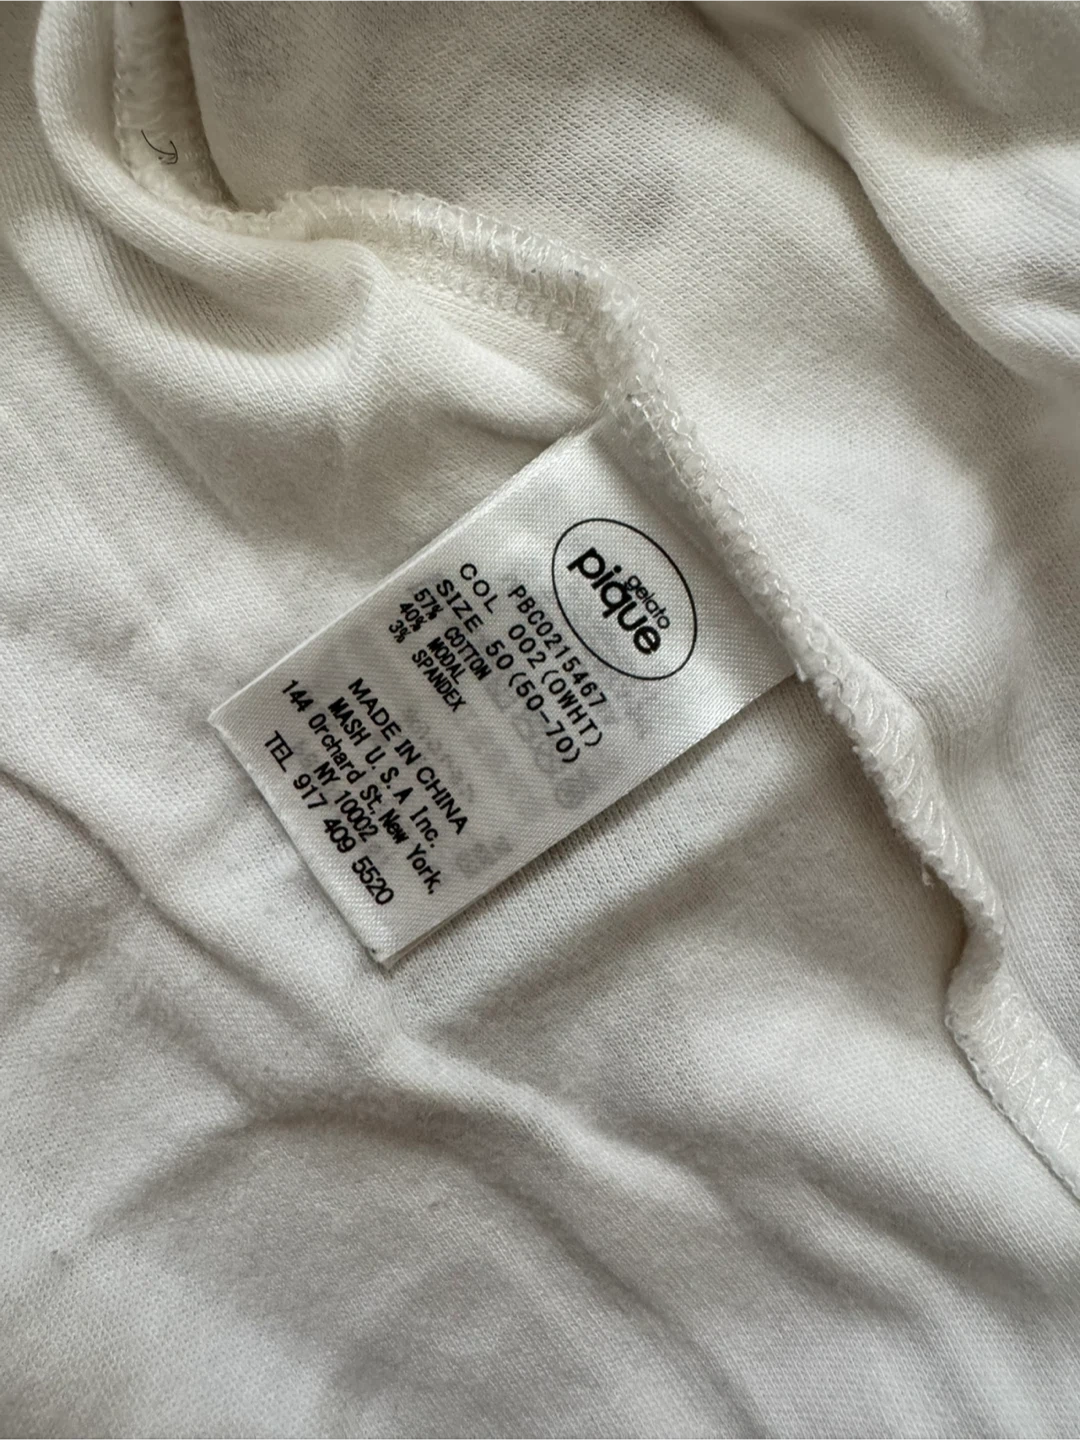 gelato
pique
PBC0215467
COL 002(OWHT)
SIZE 50(50-70)
57% COTTON
40% MODAL
3% SPANDEX
MADE IN CHINA
MASH U.S.A Inc.
144 Orchard St, New York,
NY 10002
TEL 917 409 5520